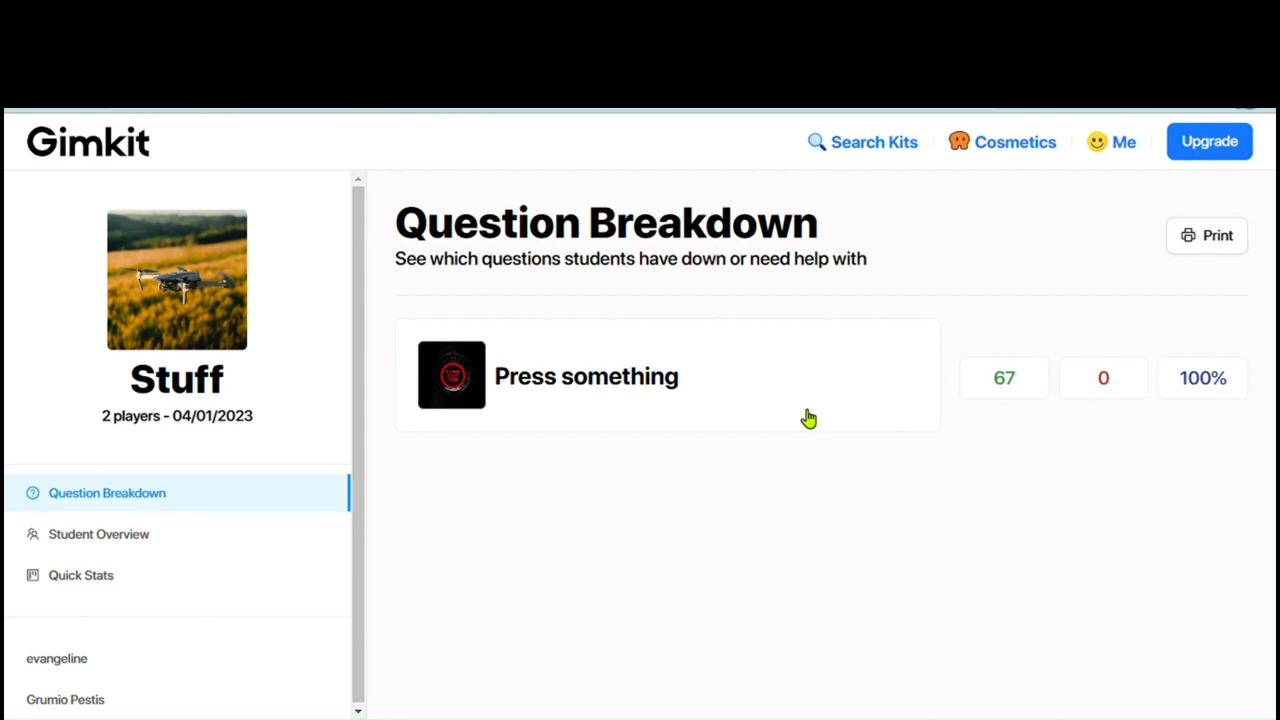 Gimkit
Search Kits
Cosmetics
Me
Upgrade
Stuff
2 players - 04/01/2023
Question Breakdown
Student Overview
Quick Stats
evangeline
Grumio Pestis
Question Breakdown
See which questions students have down or need help with
Print
Press something
67
0
100%